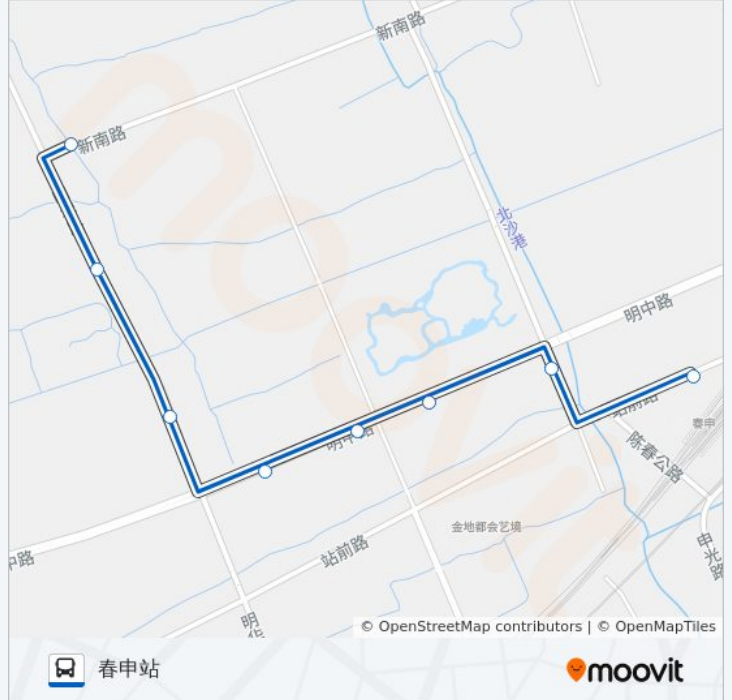 新南路
新南路
北沙港
明中路
站前路
春申
明中路
陈春公路
金地都会艺境
申光路
站前路
中路
明华
© OpenStreetMap contributors | © OpenMapTiles
春申站
moovit